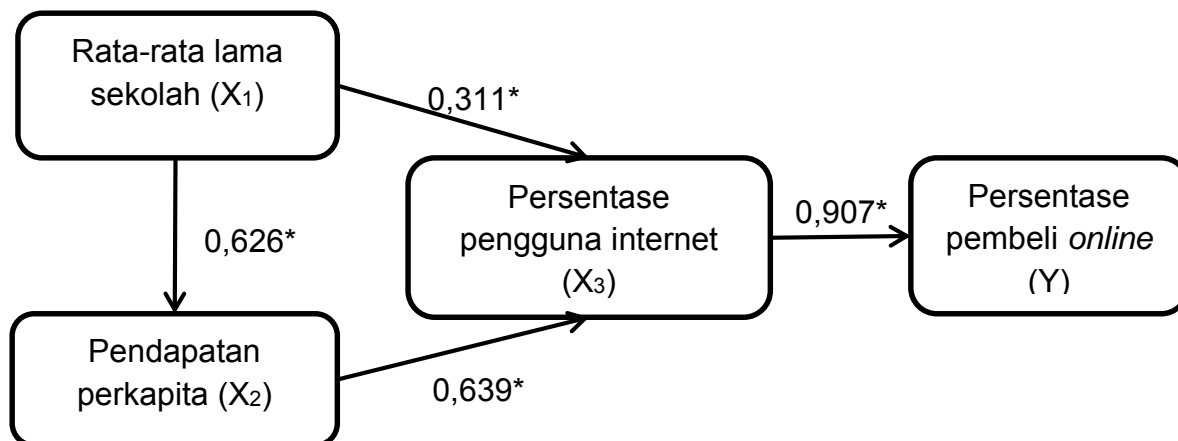 Rata-rata lama
sekolah (X1)
0,311*
Persentase
pengguna internet
(X3)
0,907*
Persentase
pembeli online
(Y)
0,626*
Pendapatan
perkapita (X2)
0,639*